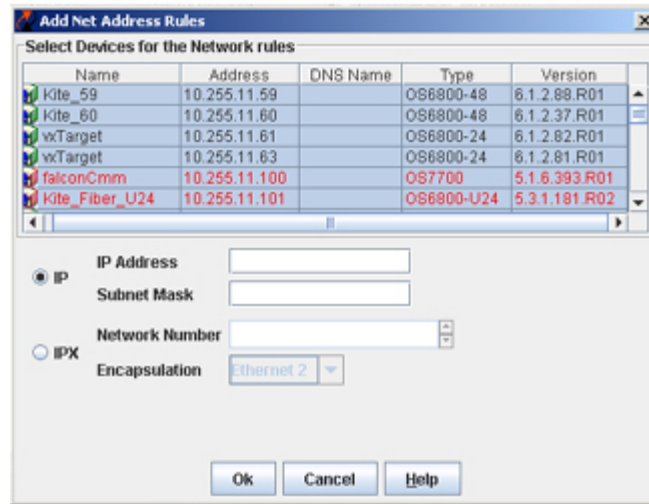 Add Net Address Rules
Select Devices for the Network rules
Name Address DNS Name Type Version
Kite_59 10.255.11.59 OS6800-48 6.1.2.88.R01
Kite_60 10.255.11.60 OS6800-48 6.1.2.37.R01
vxTarget 10.255.11.61 OS6800-24 6.1.2.82.R01
vxTarget 10.255.11.63 OS6800-24 6.1.2.81.R01
falconCmm 10.255.11.100 OS7700 5.1.6.393.R01
Kite_Fiber_U24 10.255.11.101 OS6800-U24 5.3.1.181.R02
IP
IP Address
Subnet Mask
IPX
Network Number
Encapsulation Ethernet 2
Ok Cancel Help